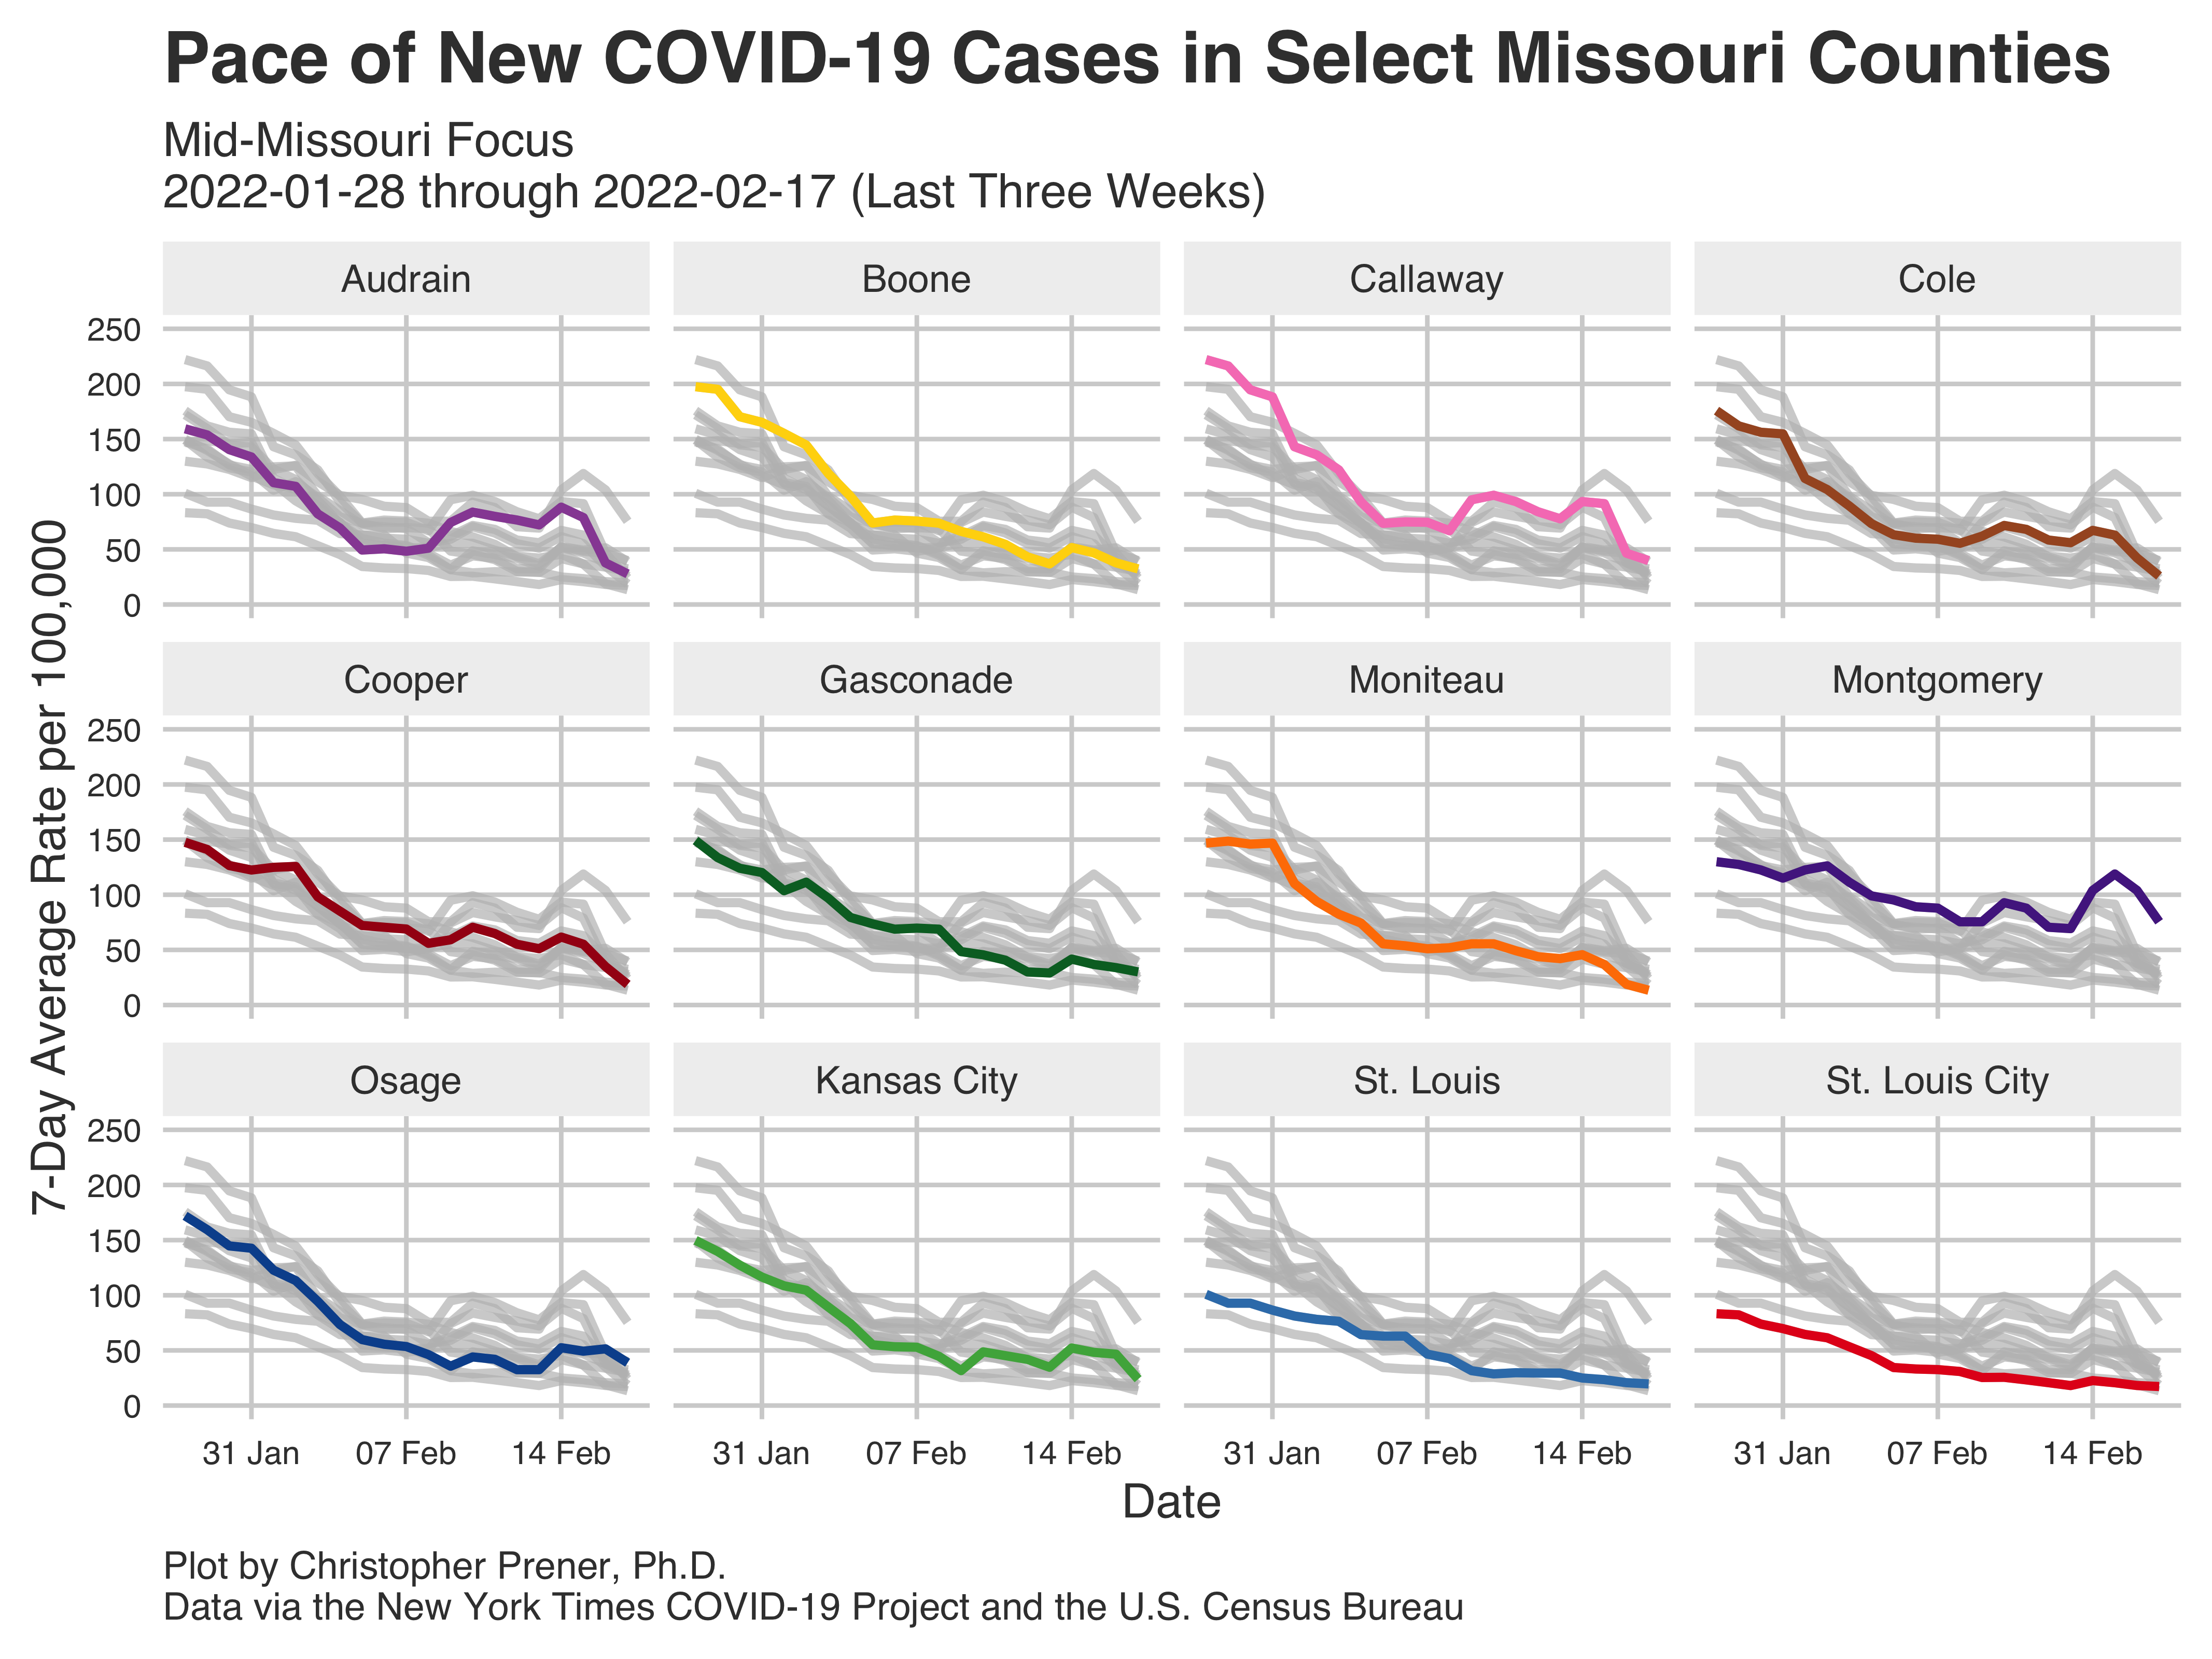 Pace of New COVID-19 Cases in Select Missouri Counties
Mid-Missouri Focus
2022-01-28 through 2022-02-17 (Last Three Weeks)
Audrain
Boone
Callaway
Cole
250
200
150
100
50
0
Cooper
Gasconade
Moniteau
Montgomery
250
200
150
100
50
0
Osage
Kansas City
St. Louis
St. Louis City
250
200
150
100
50
0
7-Day Average Rate per 100,000
31 Jan
07 Feb
14 Feb
31 Jan
07 Feb
14 Feb
31 Jan
07 Feb
14 Feb
31 Jan
07 Feb
14 Feb
Date
Plot by Christopher Prener, Ph.D.
Data via the New York Times COVID-19 Project and the U.S. Census Bureau